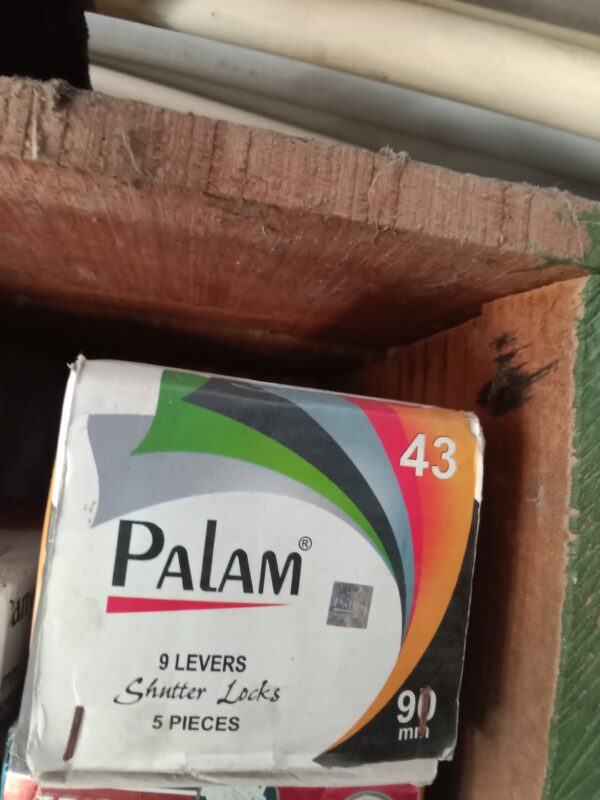 43
PALAM®
9 LEVERS
Shutter Locks
5 PIECES
90
mm